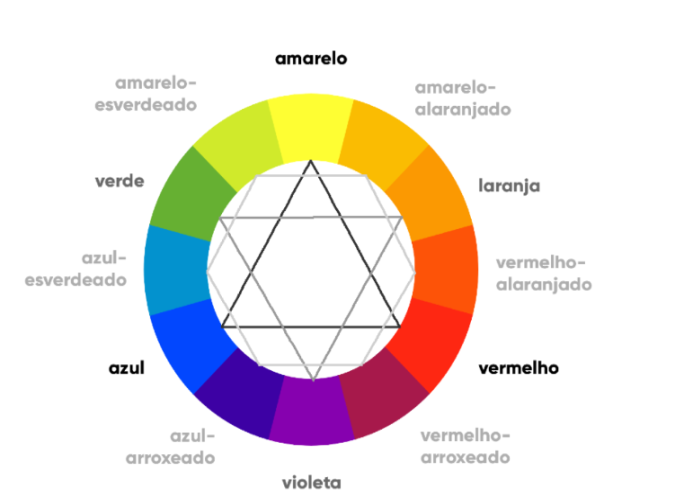 amarelo
amarelo-
esverdeado
amarelo-
alaranjado
verde
laranja
azul-
esverdeado
vermelho-
alaranjado
azul
vermelho
azul-
arroxeado
vermelho-
arroxeado
violeta